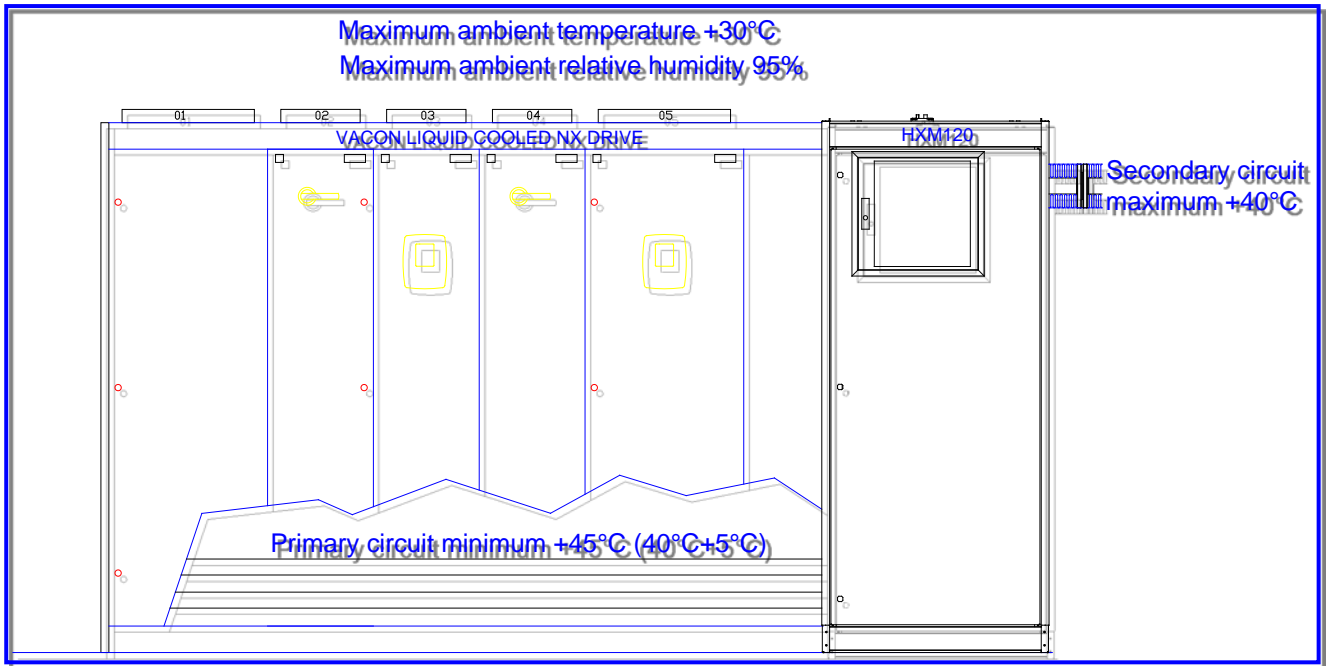 Maximum ambient temperature +30°C
Maximum ambient relative humidity 95%
01 02 03 04 05
VACON LIQUID COOLED NX DRIVE
HXM120
Secondary circuit
maximum +40°C
Primary circuit minimum +45°C (40°C+5°C)